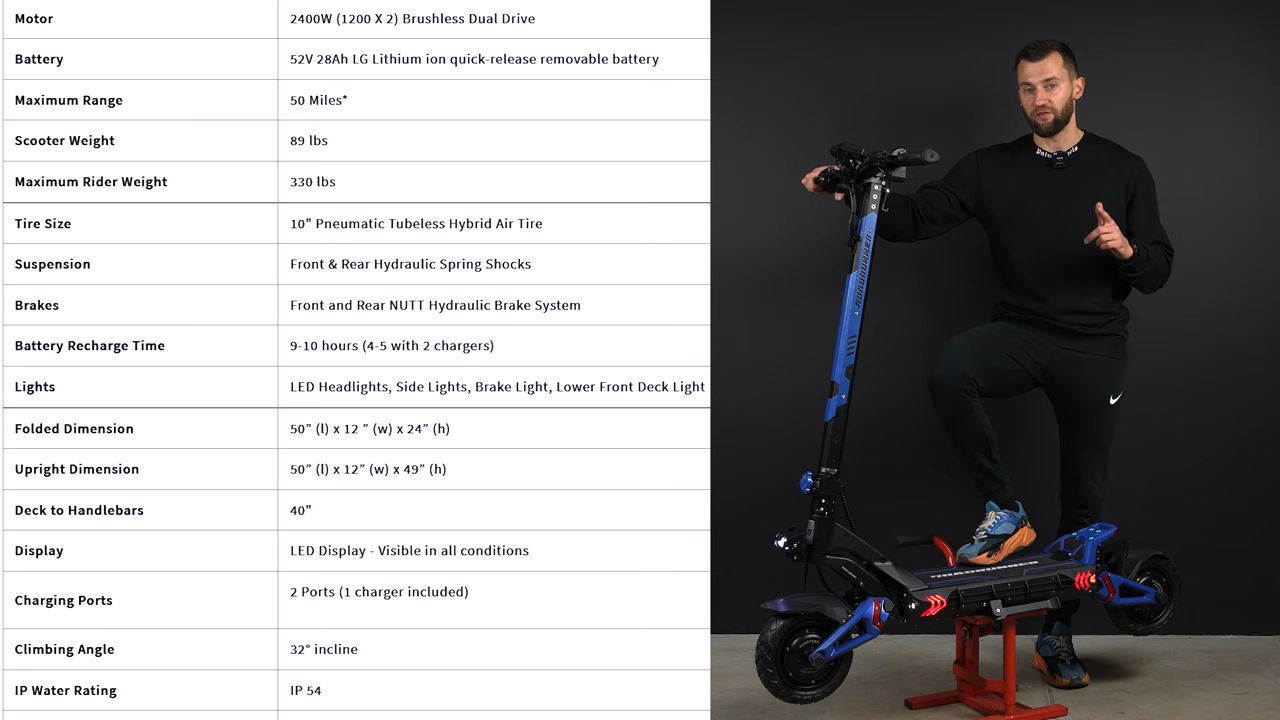 Motor 2400W (1200 X 2) Brushless Dual Drive
Battery 52V 28Ah LG Lithium ion quick-release removable battery
Maximum Range 50 Miles*
Scooter Weight 89 lbs
Maximum Rider Weight 330 lbs
Tire Size 10" Pneumatic Tubeless Hybrid Air Tire
Suspension Front & Rear Hydraulic Spring Shocks
Brakes Front and Rear NUTT Hydraulic Brake System
Battery Recharge Time 9-10 hours (4-5 with 2 chargers)
Lights LED Headlights, Side Lights, Brake Light, Lower Front Deck Light
Folded Dimension 50” (l) x 12 ” (w) x 24” (h)
Upright Dimension 50” (l) x 12” (w) x 49” (h)
Deck to Handlebars 40"
Display LED Display - Visible in all conditions
Charging Ports 2 Ports (1 charger included)
Climbing Angle 32° incline
IP Water Rating IP 54
ROADRUNNER
ROADRUNNER